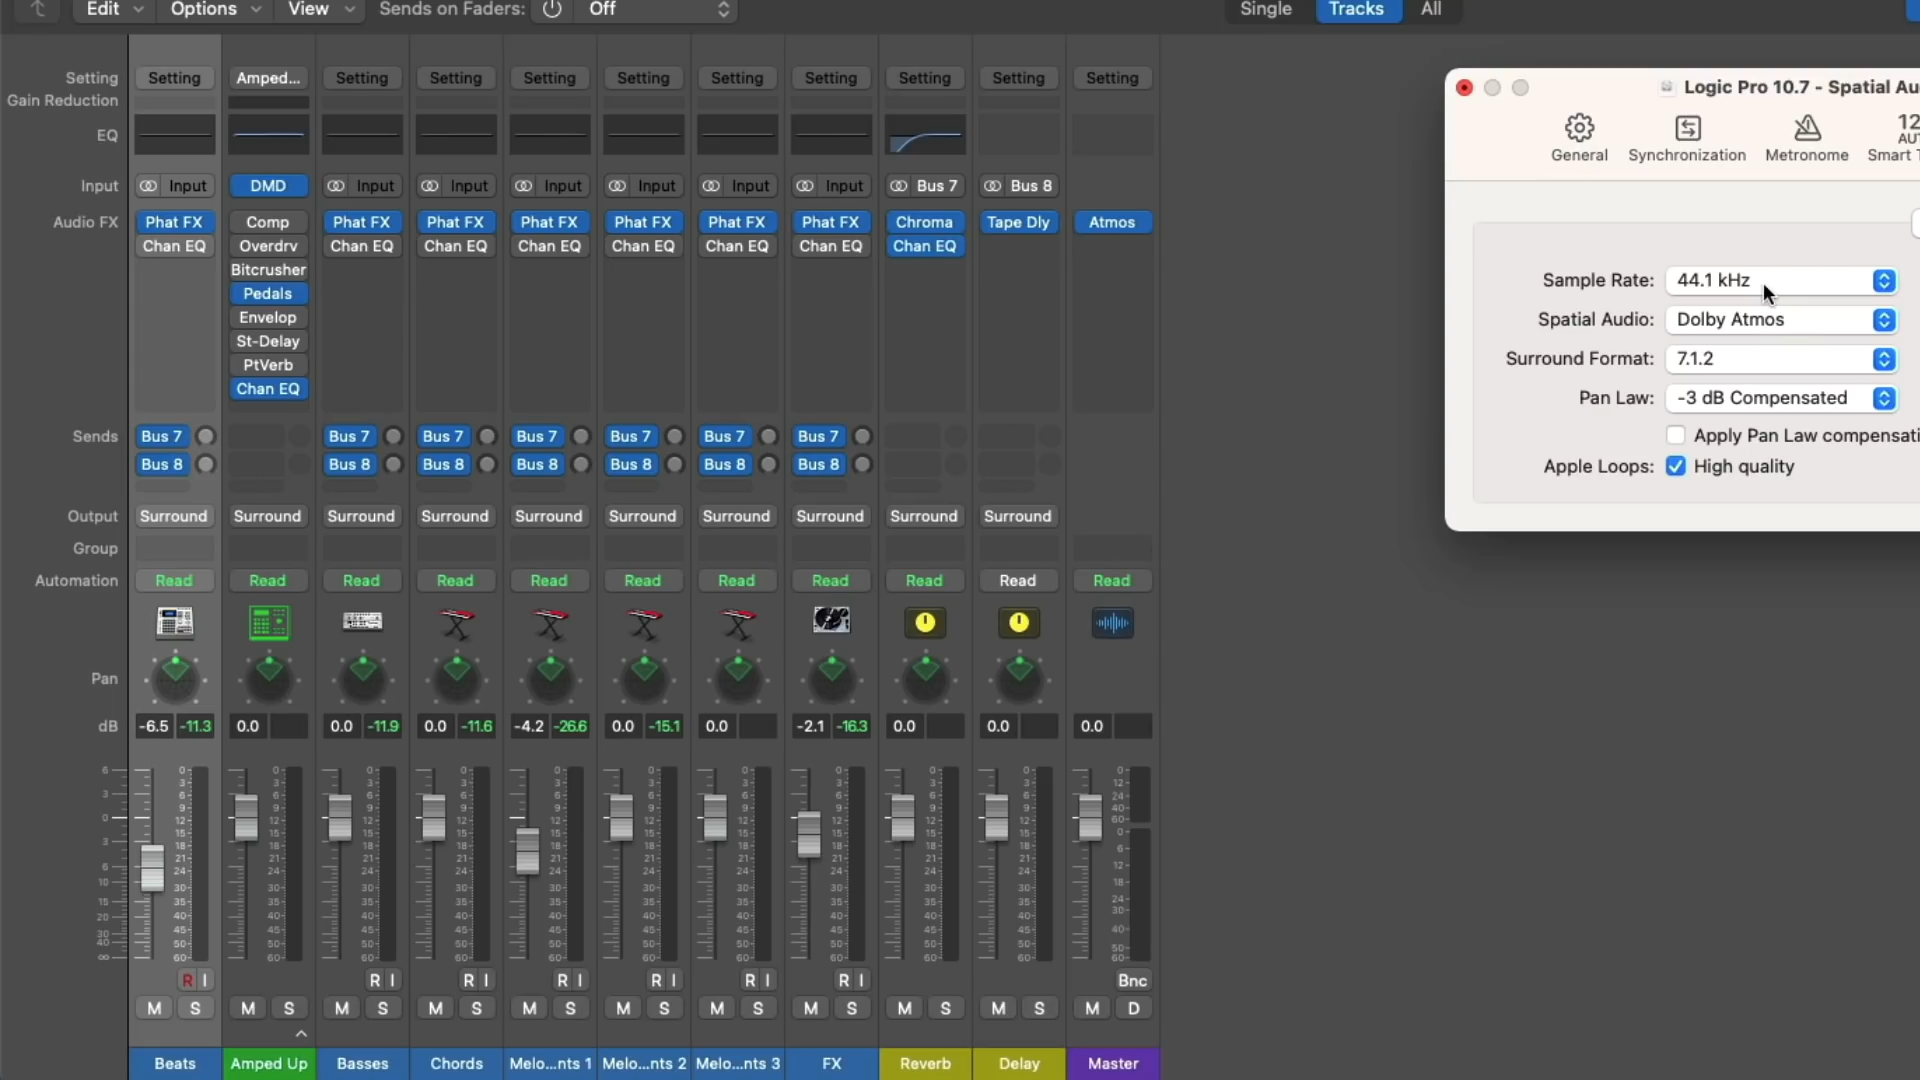 Edit Options View Sends on Faders: Off Single Tracks All
Setting Setting Amped... Setting Setting Setting Setting Setting Setting Setting Setting Setting
Gain Reduction
EQ
Input Input DMD Input Input Input Input Input Input Bus 7 Bus 8
Audio FX Phat FX Comp Phat FX Phat FX Phat FX Phat FX Phat FX Phat FX Chroma Tape Dly Atmos
Chan EQ Overdrv Chan EQ Chan EQ Chan EQ Chan EQ Chan EQ Chan EQ Chan EQ
Bitcrusher
Pedals
Envelop
St-Delay
PtVerb
Chan EQ
Sends Bus 7 Bus 7 Bus 7 Bus 7 Bus 7 Bus 7 Bus 7
Bus 8 Bus 8 Bus 8 Bus 8 Bus 8 Bus 8 Bus 8
Output Surround Surround Surround Surround Surround Surround Surround Surround Surround Surround
Group
Automation Read Read Read Read Read Read Read Read Read Read Read
Pan
dB -6.5 -11.3 0.0 0.0 -11.9 0.0 -11.6 -4.2 -26.6 0.0 -15.1 0.0 -2.1 -16.3 0.0 0.0 0.0
R I R I R I R I R I R I R I Bnc
M S M S M S M S M S M S M S M S M S M S M D
Beats Amped Up Basses Chords Melo...nts 1 Melo...nts 2 Melo...nts 3 FX Reverb Delay Master
Logic Pro 10.7 - Spatial Au
General Synchronization Metronome Smart T
Sample Rate: 44.1 kHz
Spatial Audio: Dolby Atmos
Surround Format: 7.1.2
Pan Law: -3 dB Compensated
Apply Pan Law compensati
Apple Loops: High quality